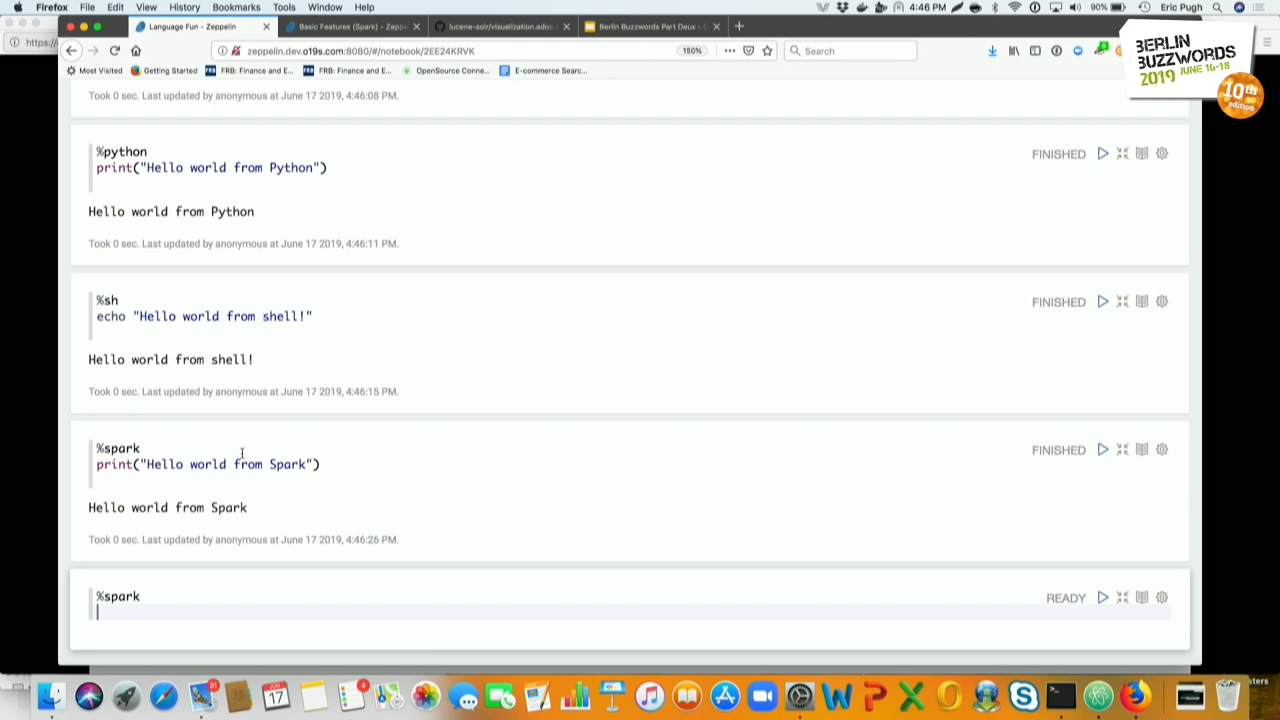 Firefox File Edit View History Bookmarks Tools Window Help
4:46 PM 90% Eric Pugh
Language Fun - Zeppelin
Basic Features (Spark) - Zeppe
lucene-solr/visualization.adoc
Berlin Buzzwords Part Deux - G
https://
zeppelin.dev.o19s.com:8080/#/notebook/2EE24KRVK
150%
Search
Most Visited
Getting Started
FRB: Finance and E...
FRB: Finance and E...
OpenSource Conne...
E-commerce Searc...
BERLIN
BUZZWORDS
2019 JUNE 16-18
10th
edition
Took 0 sec. Last updated by anonymous at June 17 2019, 4:46:08 PM.
%python
FINISHED
print("Hello world from Python")
Hello world from Python
Took 0 sec. Last updated by anonymous at June 17 2019, 4:46:11 PM.
%sh
FINISHED
echo "Hello world from shell!"
Hello world from shell!
Took 0 sec. Last updated by anonymous at June 17 2019, 4:46:15 PM.
%spark
FINISHED
print("Hello world from Spark")
Hello world from Spark
Took 0 sec. Last updated by anonymous at June 17 2019, 4:46:26 PM.
%spark
READY
31
JUN
17
4
sters